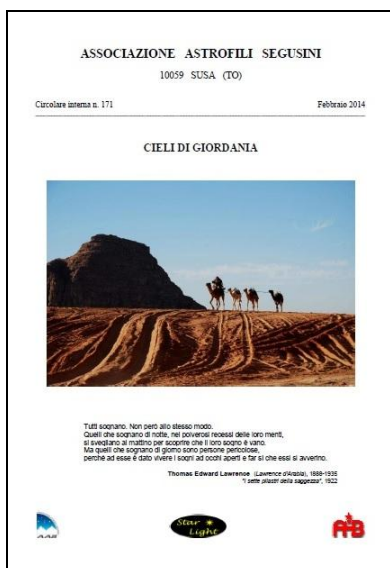 ASSOCIAZIONE ASTROFILI SEGUSINI
10059 SUSA (TO)
Circolare interna n. 171 Febbraio 2014
CIELI DI GIORDANIA
Tutti sognano. Non però allo stesso modo.
Quelli che sognano di notte, nei polverosi recessi delle loro menti,
si svegliano al mattino per scoprire che il loro sogno è vano.
Ma quelli che sognano di giorno sono persone pericolose,
perché ad esse è dato vivere i sogni ad occhi aperti e far sì che essi si avverino.
Thomas Edward Lawrence (Lawrence d'Arabia), 1888-1935
"I sette pilastri della saggezza", 1922
AAB
Star
Light